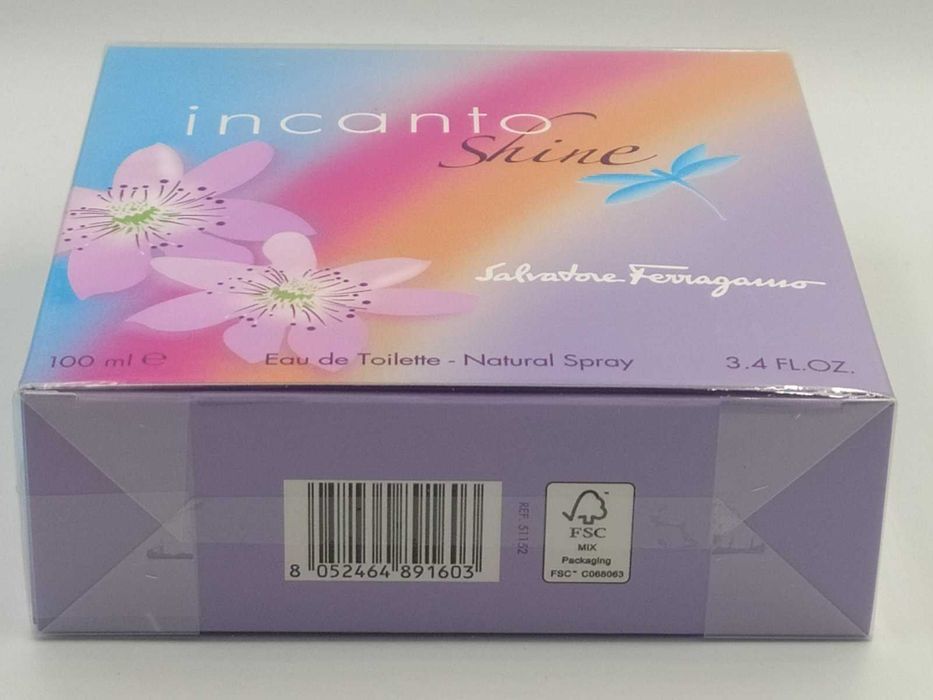 incanto
Shine
Salvatore Ferragamo
100 ml ℮ Eau de Toilette - Natural Spray 3.4 FL.OZ.
8 052464 891603
REF. 51152
FSC
MIX
Packaging
FSC™ C068063